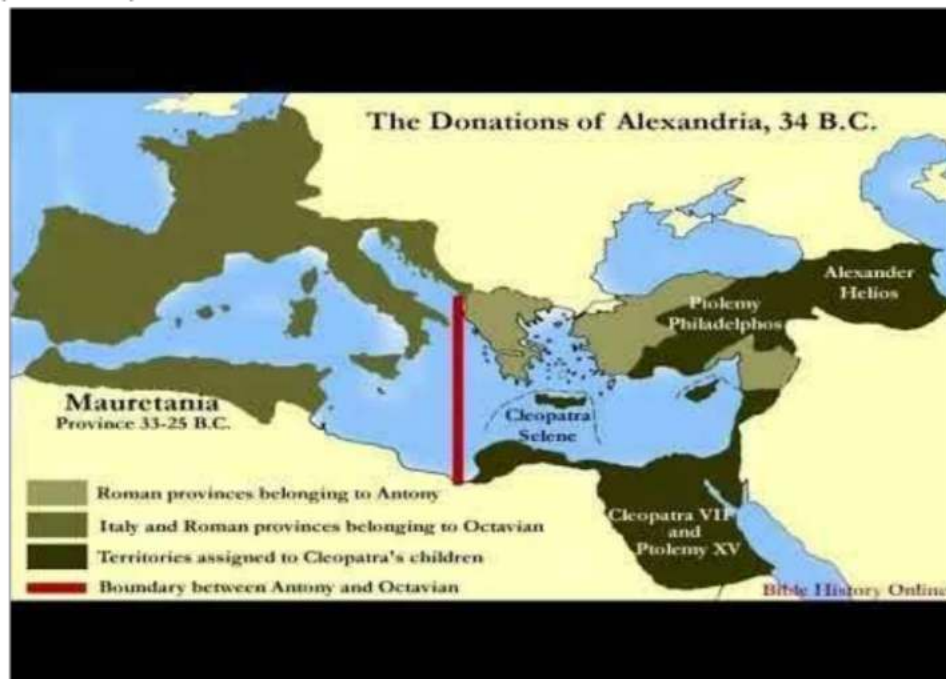 The Donations of Alexandria, 34 B.C.
Alexander
Helios
Ptolemy
Philadelphos
Mauretania
Province 33-25 B.C.
Cleopatra
Selene
Roman provinces belonging to Antony
Italy and Roman provinces belonging to Octavian
Territories assigned to Cleopatra's children
Boundary between Antony and Octavian
Cleopatra VII
and
Ptolemy XV
Bible History Online